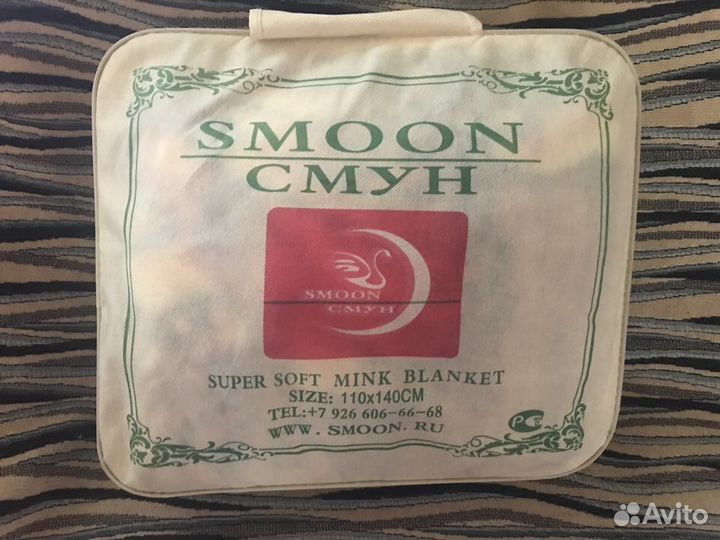 SMOON
СМУН
SMOON
СМУН
SUPER SOFT MINK BLANKET
SIZE: 110x140CM
TEL:+7 926 606-66-68
WWW. SMOON. RU
Avito